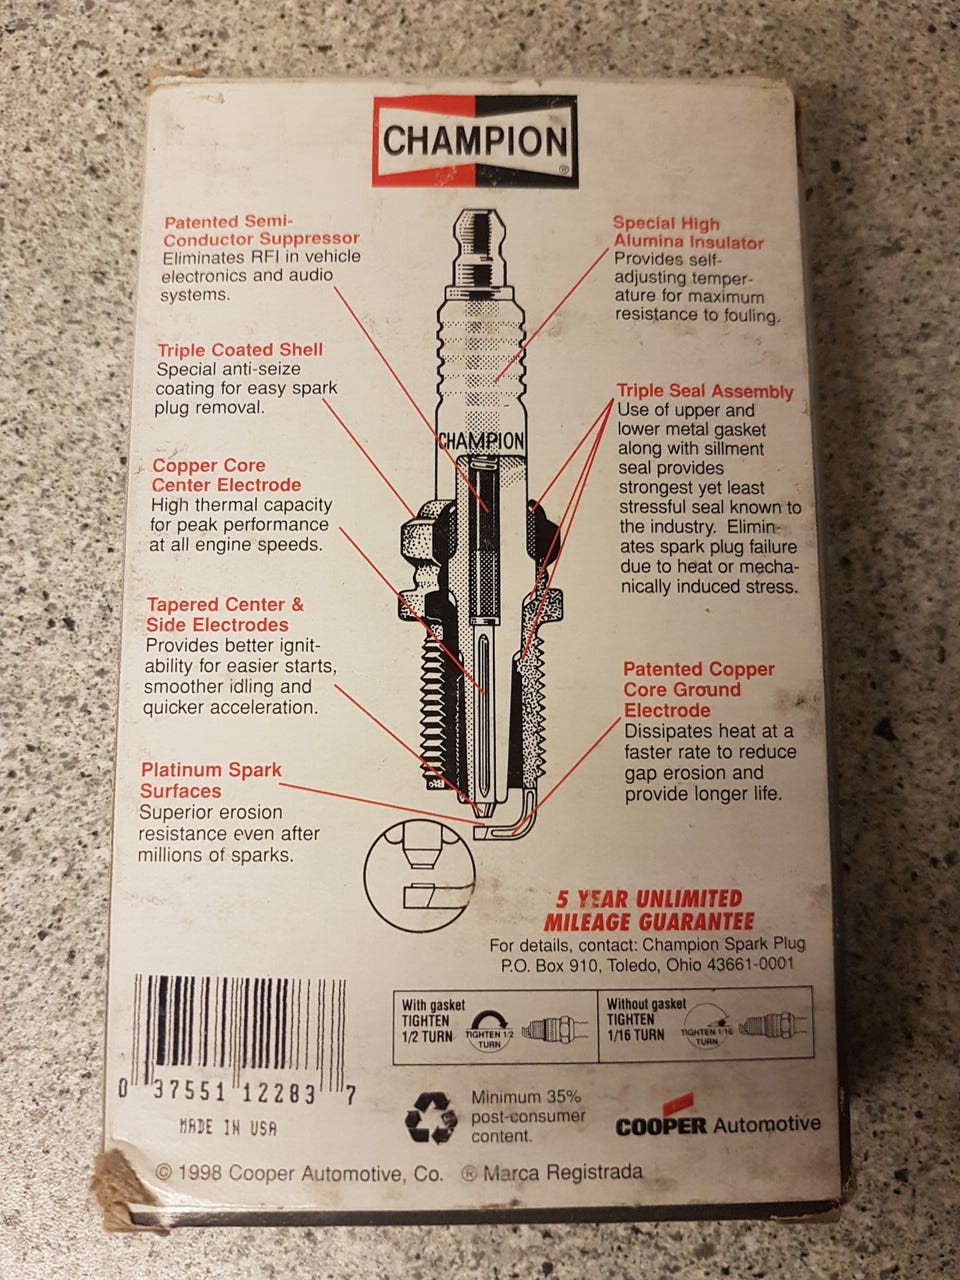 CHAMPION
®
Patented Semi-
Conductor Suppressor
Eliminates RFI in vehicle
electronics and audio
systems.
Triple Coated Shell
Special anti-seize
coating for easy spark
plug removal.
Copper Core
Center Electrode
High thermal capacity
for peak performance
at all engine speeds.
Tapered Center &
Side Electrodes
Provides better ignit-
ability for easier starts,
smoother idling and
quicker acceleration.
Platinum Spark
Surfaces
Superior erosion
resistance even after
millions of sparks.
CHAMPION
Special High
Alumina Insulator
Provides self-
adjusting temper-
ature for maximum
resistance to fouling.
Triple Seal Assembly
Use of upper and
lower metal gasket
along with sillment
seal provides
strongest yet least
stressful seal known to
the industry. Elimin-
ates spark plug failure
due to heat or mecha-
nically induced stress.
Patented Copper
Core Ground
Electrode
Dissipates heat at a
faster rate to reduce
gap erosion and
provide longer life.
5 YEAR UNLIMITED
MILEAGE GUARANTEE
For details, contact: Champion Spark Plug
P.O. Box 910, Toledo, Ohio 43661-0001
With gasket
TIGHTEN
1/2 TURN
TIGHTEN 1/2
TURN
Without gasket
TIGHTEN
1/16 TURN
TIGHTEN 1/16
TURN
0 37551 12283 7
MADE IN USA
Minimum 35%
post-consumer
content.
COOPER Automotive
© 1998 Cooper Automotive, Co. ® Marca Registrada